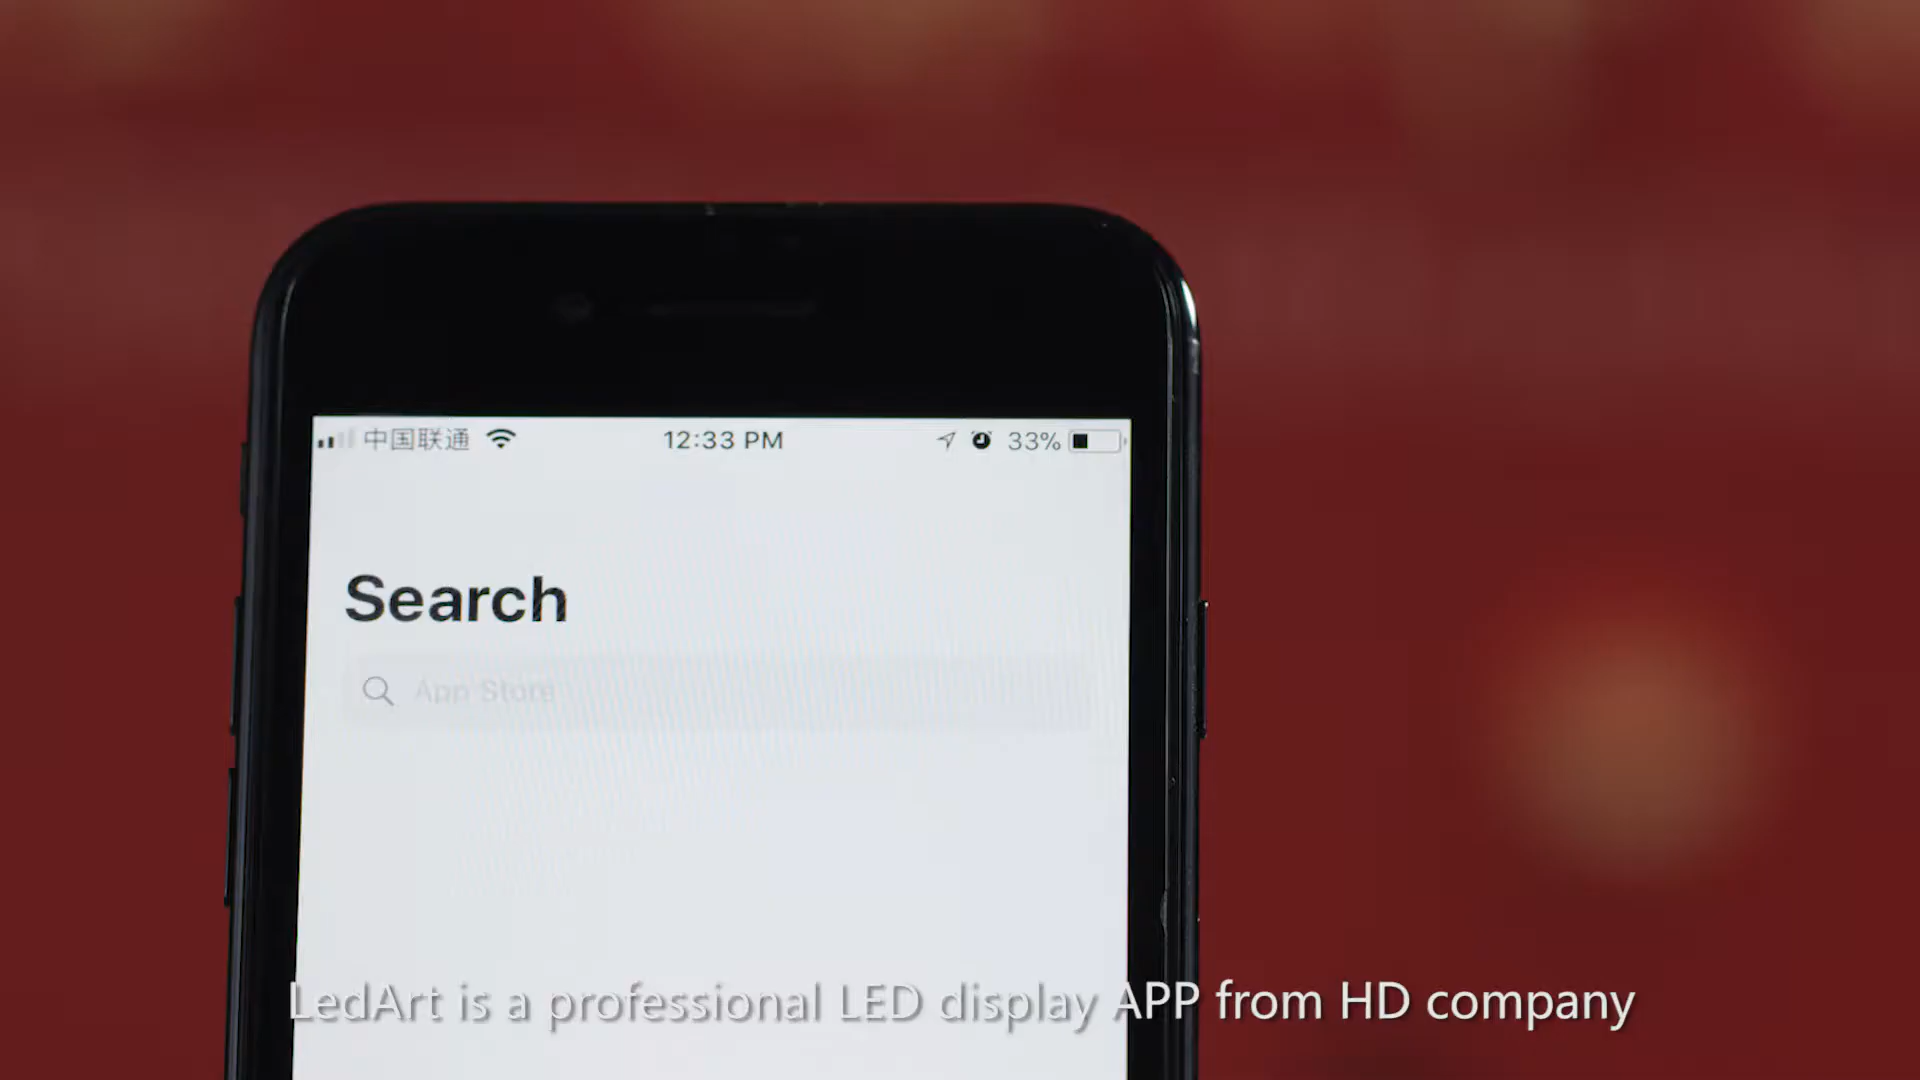 中国联通 12:33 PM 33%
Search
App Store
LedArt is a professional LED display APP from HD company